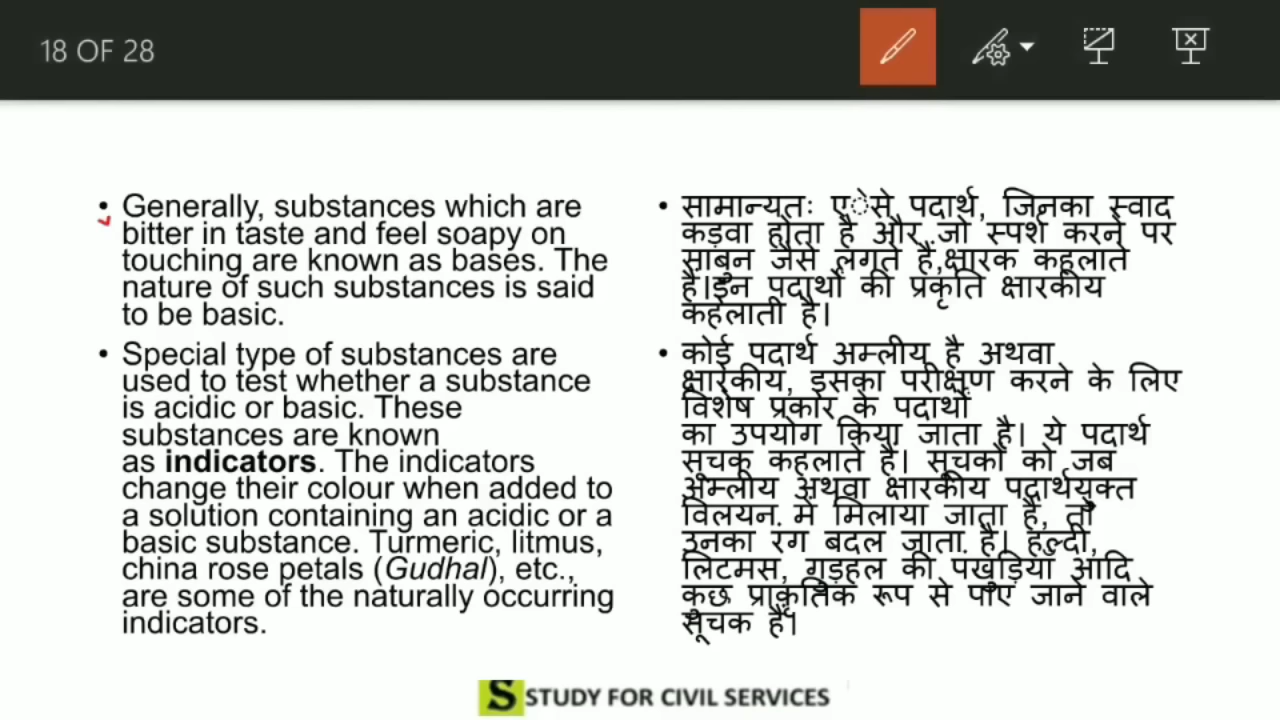 18 OF 28
• Generally, substances which are
bitter in taste and feel soapy on
touching are known as bases. The
nature of such substances is said
to be basic.
• Special type of substances are
used to test whether a substance
is acidic or basic. These
substances are known
as indicators. The indicators
change their colour when added to
a solution containing an acidic or a
basic substance. Turmeric, litmus,
china rose petals (Gudhal), etc.,
are some of the naturally occurring
indicators.
• सामान्यतः एेसे पदार्थ, जिनका स्वाद
कड़वा होता है और जो स्पर्श करने पर
साबुन जैसे लगते हैं,क्षारक कहलाते
हैं।इन पदार्थों की प्रकृति क्षारकीय
कहलाती है।
• कोई पदार्थ अम्लीय है अथवा
क्षारकीय, इसका परीक्षण करने के लिए
विशेष प्रकार के पदार्थों
का उपयोग किया जाता है। ये पदार्थ
सूचक कहलाते हैं। सूचकों को जब
अम्लीय अथवा क्षारकीय पदार्थयुक्त
विलयन में मिलाया जाता है, तो
उनका रंग बदल जाता है। हल्दी,
लिटमस, गुड़हल की पंखुड़ियाँ आदि
कुछ प्राकृतिक रूप से पाए जाने वाले
सूचक हैं।
S STUDY FOR CIVIL SERVICES